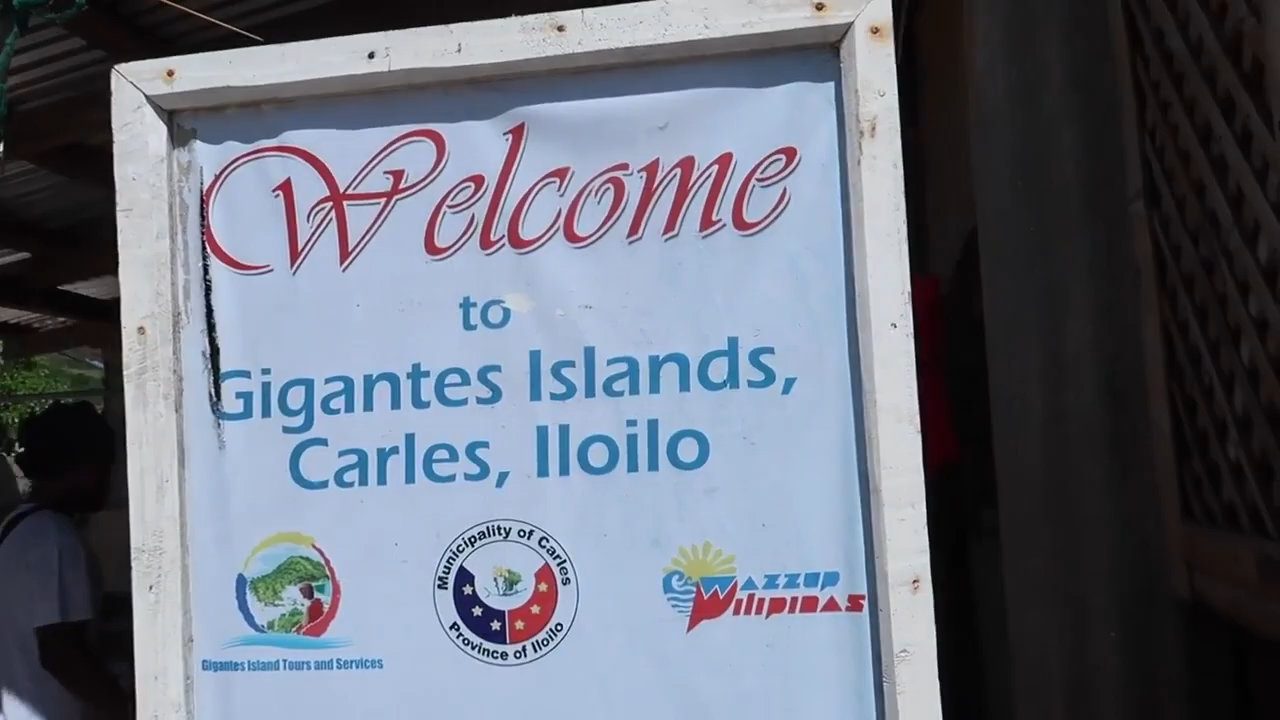 Welcome
to
Gigantes Islands,
Carles, Iloilo
Gigantes Island Tours and Services
Municipality of Carles
Province of Iloilo
WAZZUP
PILIPINAS